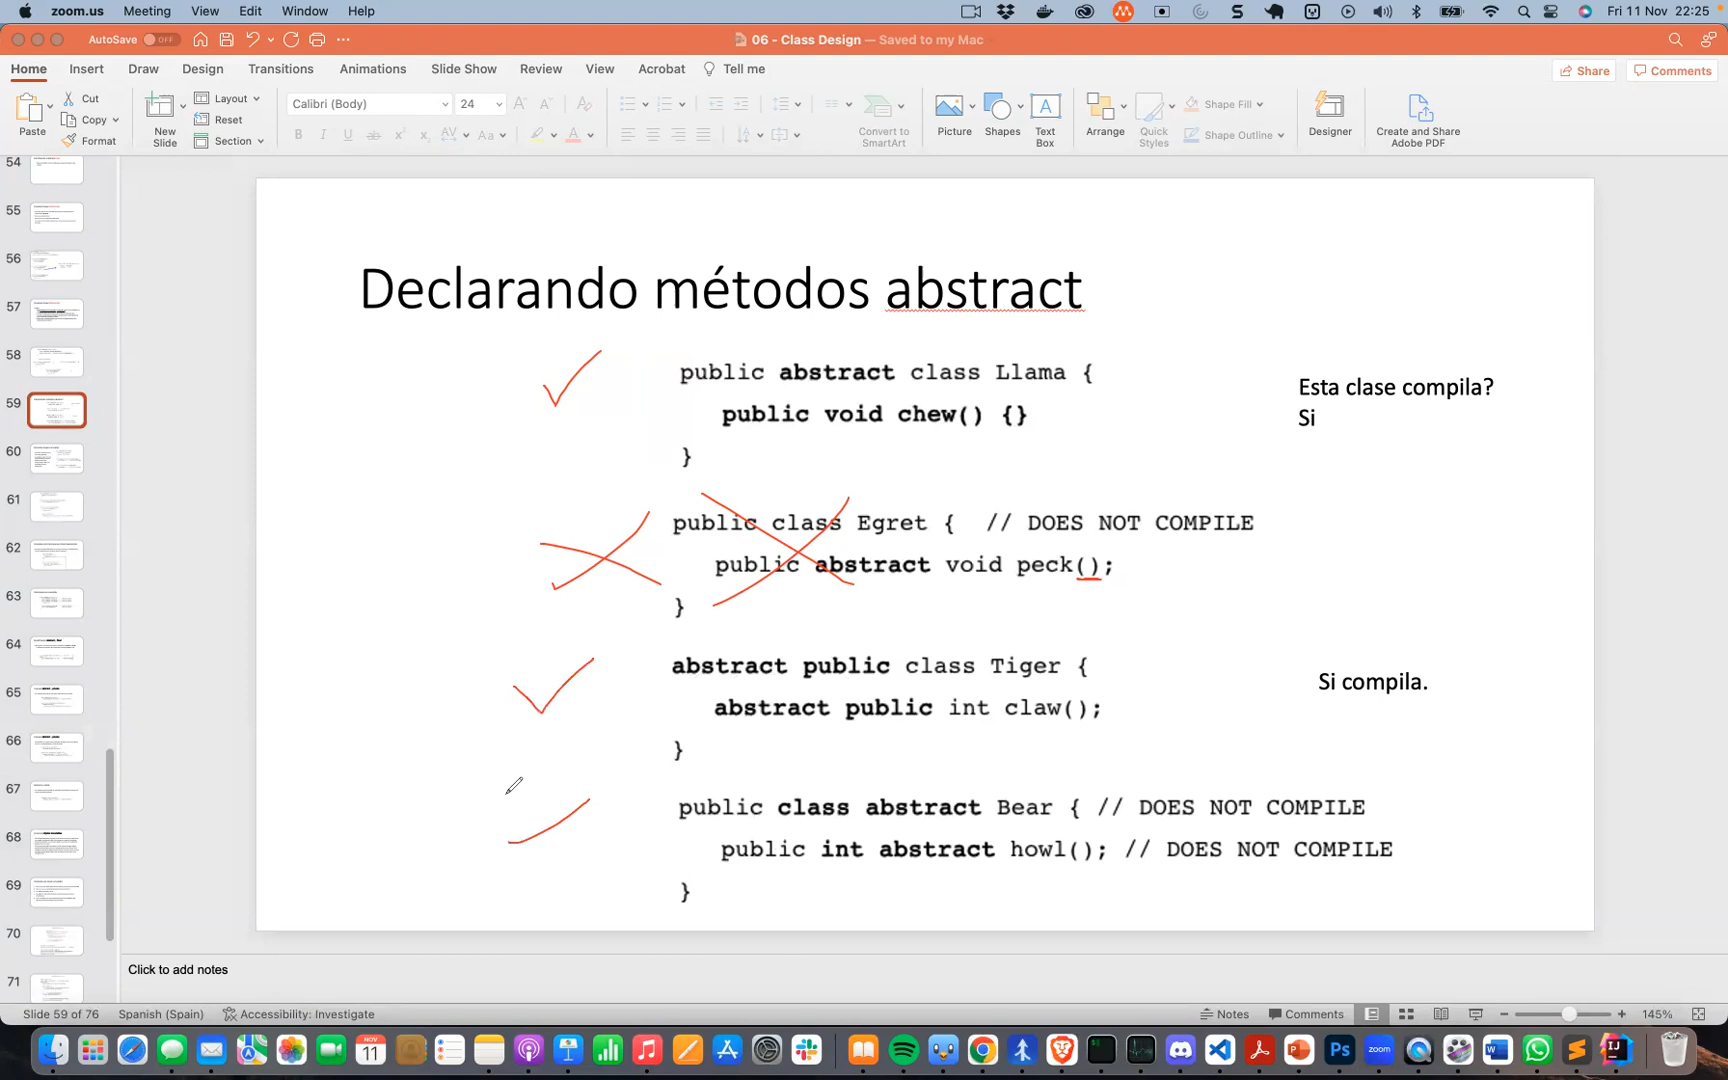 zoom.us Meeting View Edit Window Help Fri 11 Nov 22:25
AutoSave OFF 06 - Class Design — Saved to my Mac
Home Insert Draw Design Transitions Animations Slide Show Review View Acrobat Tell me Share Comments
Paste Cut Copy Format New Slide Layout Reset Section Calibri (Body) 24 Convert to SmartArt Picture Shapes Text Box Arrange Quick Styles Shape Fill Shape Outline Designer Create and Share Adobe PDF
54
55
56
57
58
59
60
61
62
63
64
65
66
67
68
69
70
71
Declarando métodos abstract
public abstract class Llama {
public void chew() {}
}
Esta clase compila?
Si
public class Egret { // DOES NOT COMPILE
public abstract void peck();
}
abstract public class Tiger {
abstract public int claw();
}
Si compila.
public class abstract Bear { // DOES NOT COMPILE
public int abstract howl(); // DOES NOT COMPILE
}
Click to add notes
Slide 59 of 76 Spanish (Spain) Accessibility: Investigate Notes Comments 145%
NOV
11
zoom